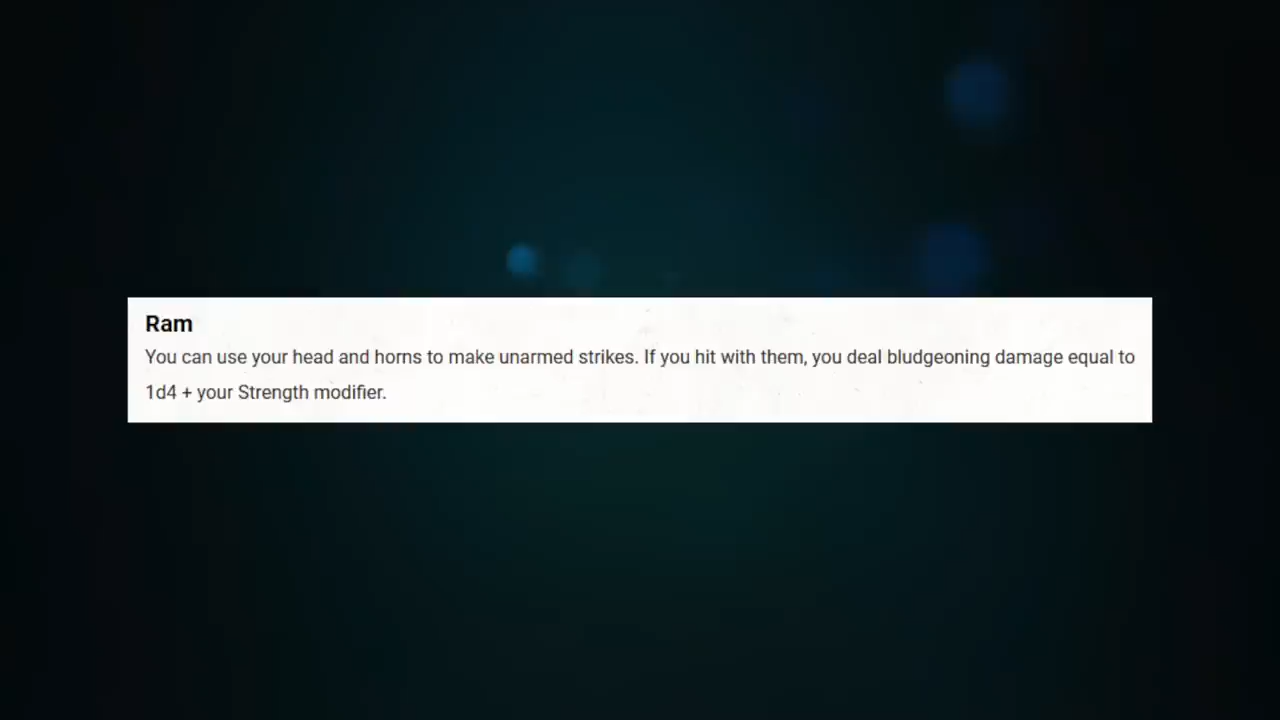 Ram
You can use your head and horns to make unarmed strikes. If you hit with them, you deal bludgeoning damage equal to
1d4 + your Strength modifier.